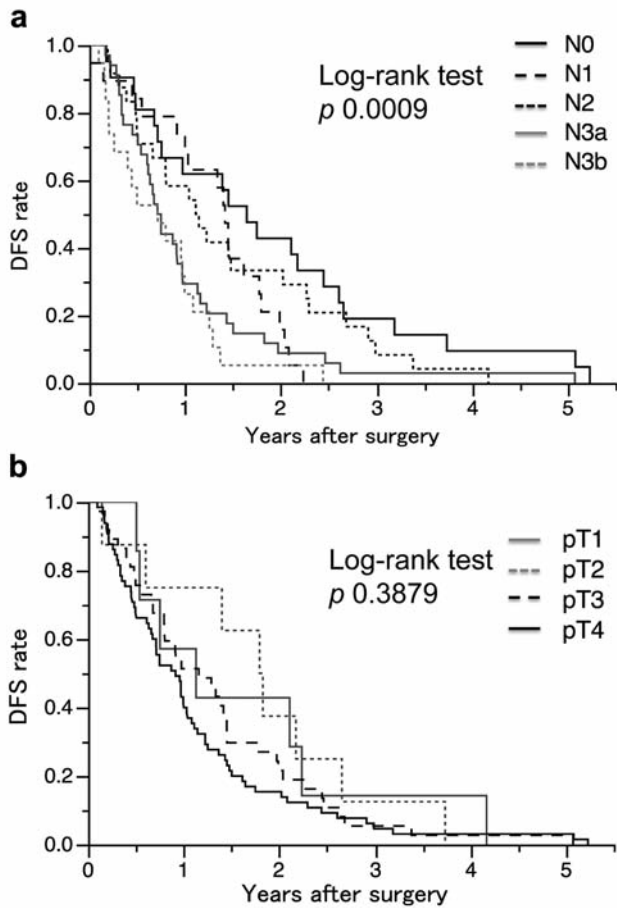 a
1.0
0.8
0.6
0.4
0.2
0.0
DFS rate
Log-rank test
p 0.0009
N0
N1
N2
N3a
N3b
0 1 2 3 4 5
Years after surgery
b
1.0
0.8
0.6
0.4
0.2
0.0
DFS rate
Log-rank test
p 0.3879
pT1
pT2
pT3
pT4
0 1 2 3 4 5
Years after surgery